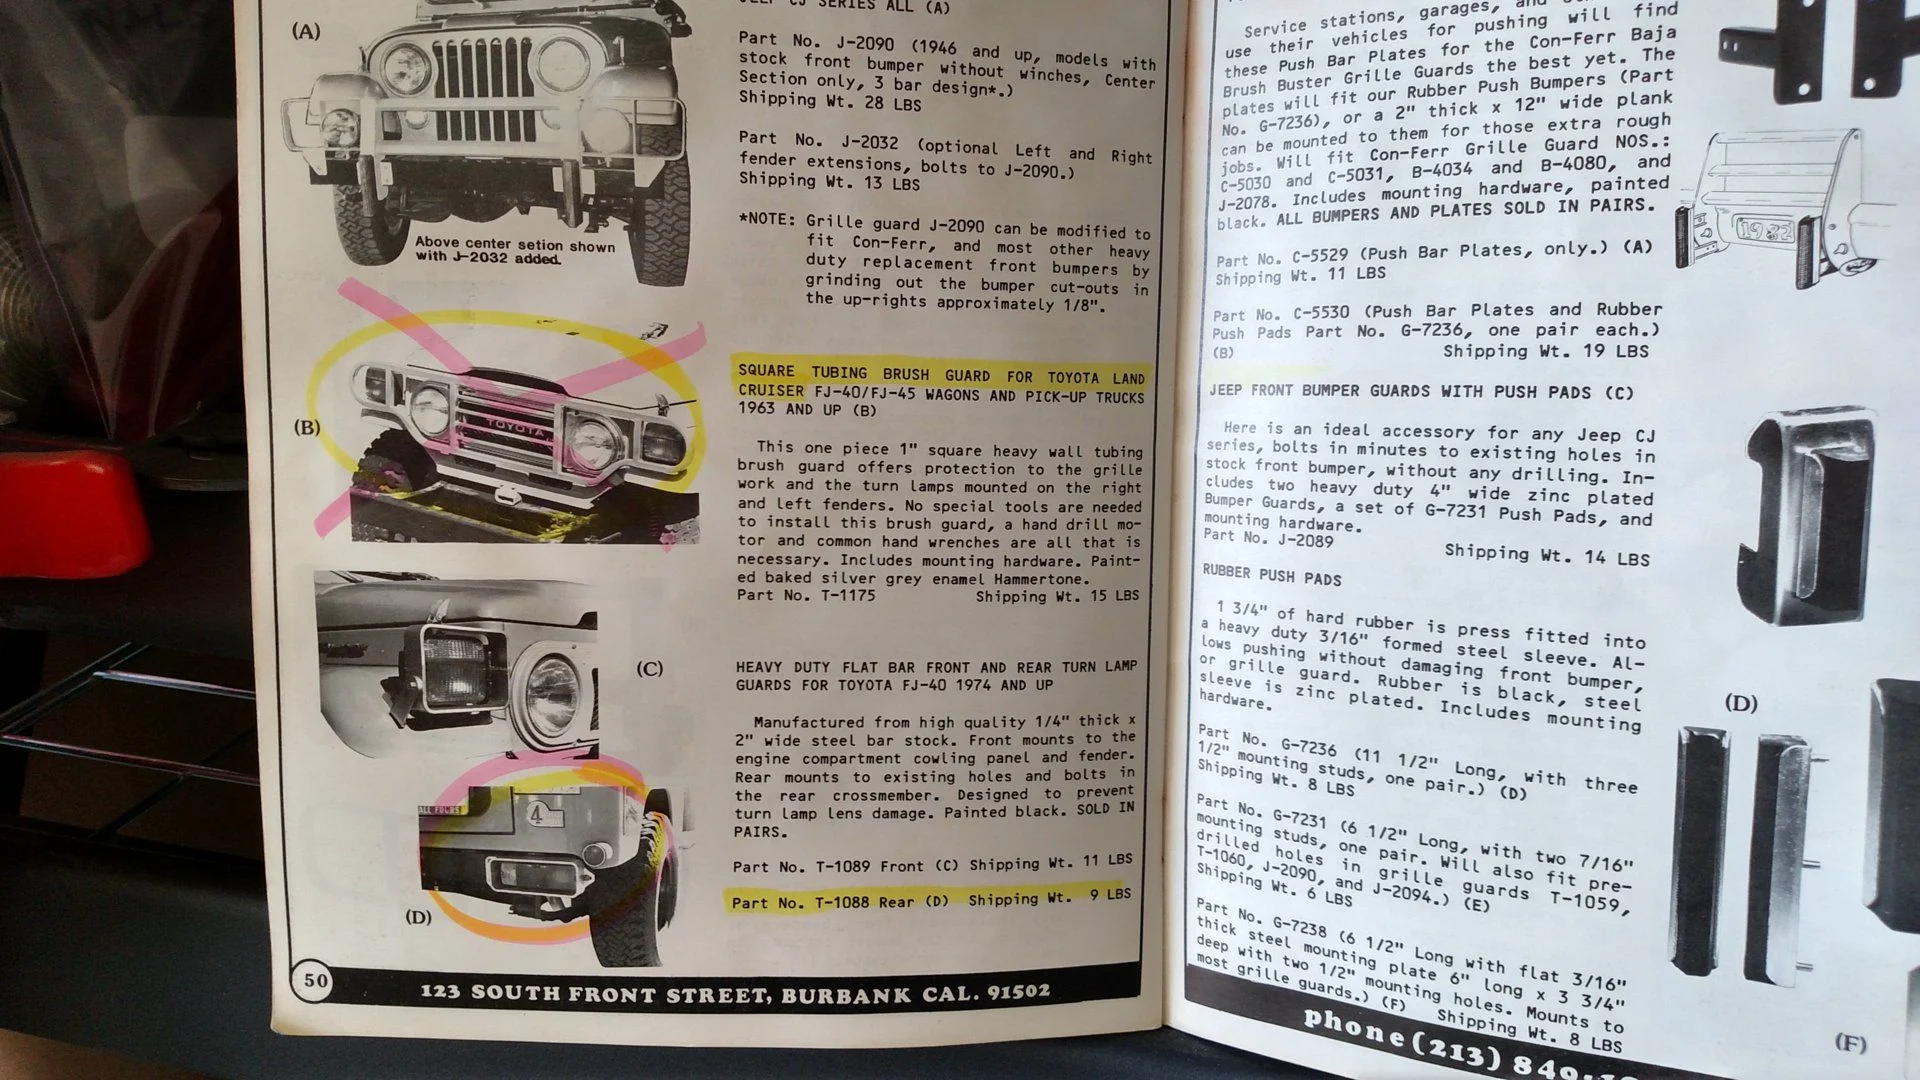 JEEP CJ SERIES ALL (A)
(A)
Part No. J-2090 (1946 and up, models with
stock front bumper without winches, Center
Section only, 3 bar design*.)
Shipping Wt. 28 LBS
Part No. J-2032 (optional Left and Right
fender extensions, bolts to J-2090.)
Shipping Wt. 13 LBS
*NOTE: Grille guard J-2090 can be modified to
fit Con-Ferr, and most other heavy
duty replacement front bumpers by
grinding out the bumper cut-outs in
the up-rights approximately 1/8".
Above center setion shown
with J-2032 added.
(B)
TOYOTA
SQUARE TUBING BRUSH GUARD FOR TOYOTA LAND
CRUISER FJ-40/FJ-45 WAGONS AND PICK-UP TRUCKS
1963 AND UP (B)
This one piece 1" square heavy wall tubing
brush guard offers protection to the grille
work and the turn lamps mounted on the right
and left fenders. No special tools are needed
to install this brush guard, a hand drill mo-
tor and common hand wrenches are all that is
necessary. Includes mounting hardware. Paint-
ed baked silver grey enamel Hammertone.
Part No. T-1175 Shipping Wt. 15 LBS
(C)
HEAVY DUTY FLAT BAR FRONT AND REAR TURN LAMP
GUARDS FOR TOYOTA FJ-40 1974 AND UP
Manufactured from high quality 1/4" thick x
2" wide steel bar stock. Front mounts to the
engine compartment cowling panel and fender.
Rear mounts to existing holes and bolts in
the rear crossmember. Designed to prevent
turn lamp lens damage. Painted black. SOLD IN
PAIRS.
Part No. T-1089 Front (C) Shipping Wt. 11 LBS
Part No. T-1088 Rear (D) Shipping Wt. 9 LBS
ALL FOURS
4
(D)
50
123 SOUTH FRONT STREET, BURBANK CAL. 91502
Service stations, garages, and
use their vehicles for pushing will find
these Push Bar Plates for the Con-Ferr Baja
Brush Buster Grille Guards the best yet. The
plates will fit our Rubber Push Bumpers (Part
No. G-7236), or a 2" thick x 12" wide plank
can be mounted to them for those extra rough
jobs. Will fit Con-Ferr Grille Guard NOS.:
C-5030 and C-5031, B-4034 and B-4080, and
J-2078. Includes mounting hardware, painted
black. ALL BUMPERS AND PLATES SOLD IN PAIRS.
Part No. C-5529 (Push Bar Plates, only.) (A)
Shipping Wt. 11 LBS
Part No. C-5530 (Push Bar Plates and Rubber
Push Pads Part No. G-7236, one pair each.)
(B) Shipping Wt. 19 LBS
1982
JEEP FRONT BUMPER GUARDS WITH PUSH PADS (C)
Here is an ideal accessory for any Jeep CJ
series, bolts in minutes to existing holes in
stock front bumper, without any drilling. In-
cludes two heavy duty 4" wide zinc plated
Bumper Guards, a set of G-7231 Push Pads, and
mounting hardware.
Part No. J-2089 Shipping Wt. 14 LBS
RUBBER PUSH PADS
1 3/4" of hard rubber is press fitted into
a heavy duty 3/16" formed steel sleeve. Al-
lows pushing without damaging front bumper,
or grille guard. Rubber is black, steel
sleeve is zinc plated. Includes mounting
hardware.
(D)
Part No. G-7236 (11 1/2" Long, with three
1/2" mounting studs, one pair.) (D)
Shipping Wt. 8 LBS
Part No. G-7231 (6 1/2" Long, with two 7/16"
mounting studs, one pair. Will also fit pre-
drilled holes in grille guards T-1059,
T-1060, J-2090, and J-2094.) (E)
Shipping Wt. 6 LBS
Part No. G-7238 (6 1/2" Long with flat 3/16"
thick steel mounting plate 6" long x 3 3/4"
deep with two 1/2" mounting holes. Mounts to
most grille guards.) (F) Shipping Wt. 8 LBS
(F)
phone (213) 849-